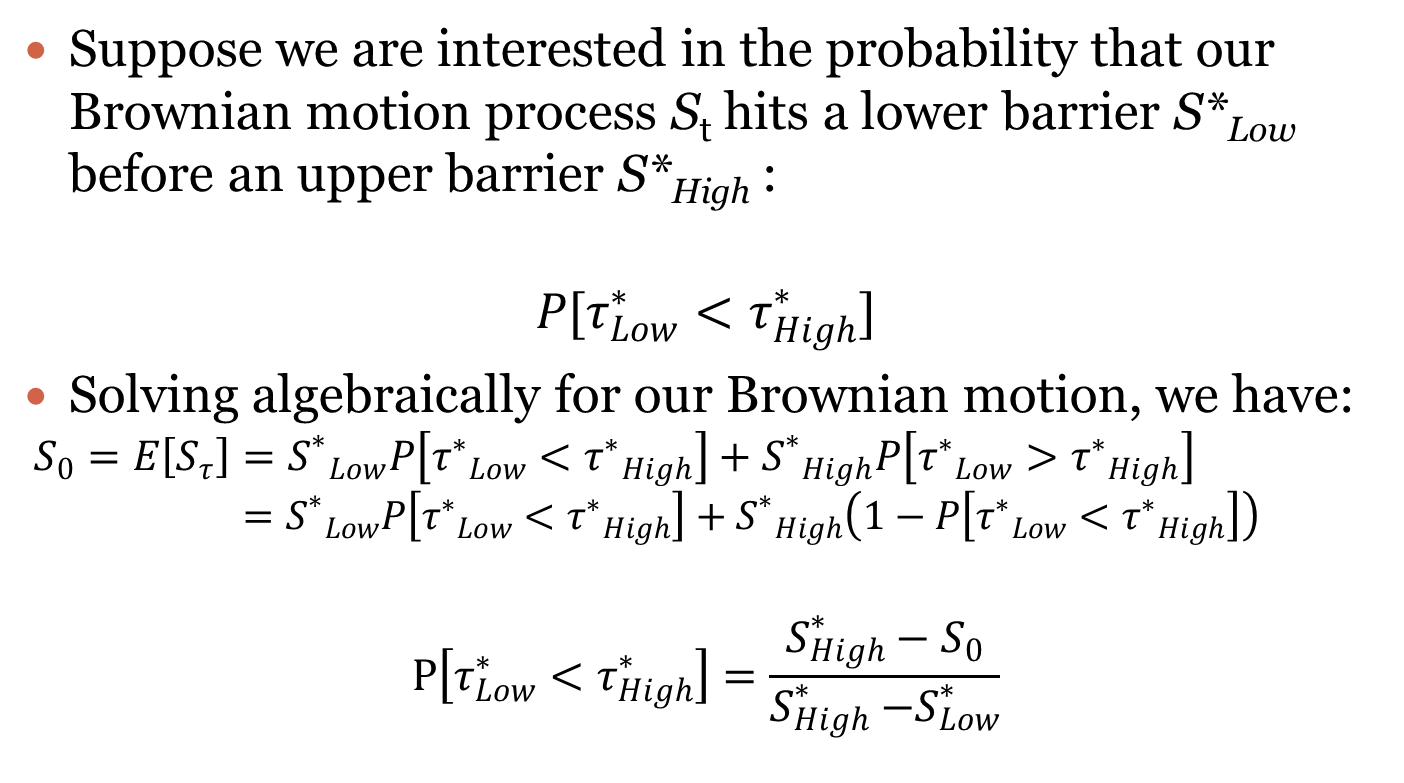 • Suppose we are interested in the probability that our
Brownian motion process S_t hits a lower barrier S*_Low
before an upper barrier S*_High :
P[τ*_Low < τ*_High]
• Solving algebraically for our Brownian motion, we have:
S_0 = E[S_τ] = S*_Low P[τ*_Low < τ*_High] + S*_High P[τ*_Low > τ*_High]
= S*_Low P[τ*_Low < τ*_High] + S*_High (1 − P[τ*_Low < τ*_High])
P[τ*_Low < τ*_High] = (S*_High − S_0) / (S*_High − S*_Low)